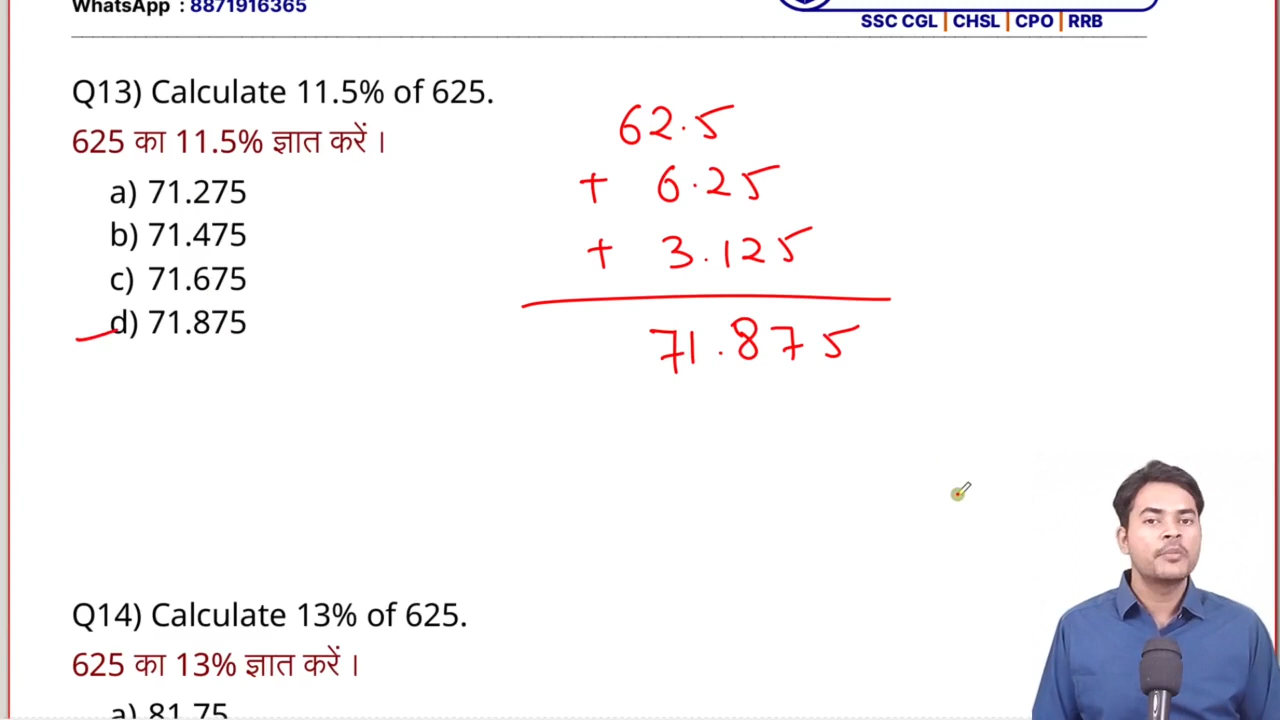 WhatsApp : 8871916365
SSC CGL | CHSL | CPO | RRB
Q13) Calculate 11.5% of 625.
625 का 11.5% ज्ञात करें ।
a) 71.275
b) 71.475
c) 71.675
d) 71.875
62.5
+ 6.25
+ 3.125
71.875
Q14) Calculate 13% of 625.
625 का 13% ज्ञात करें ।
a) 81.75